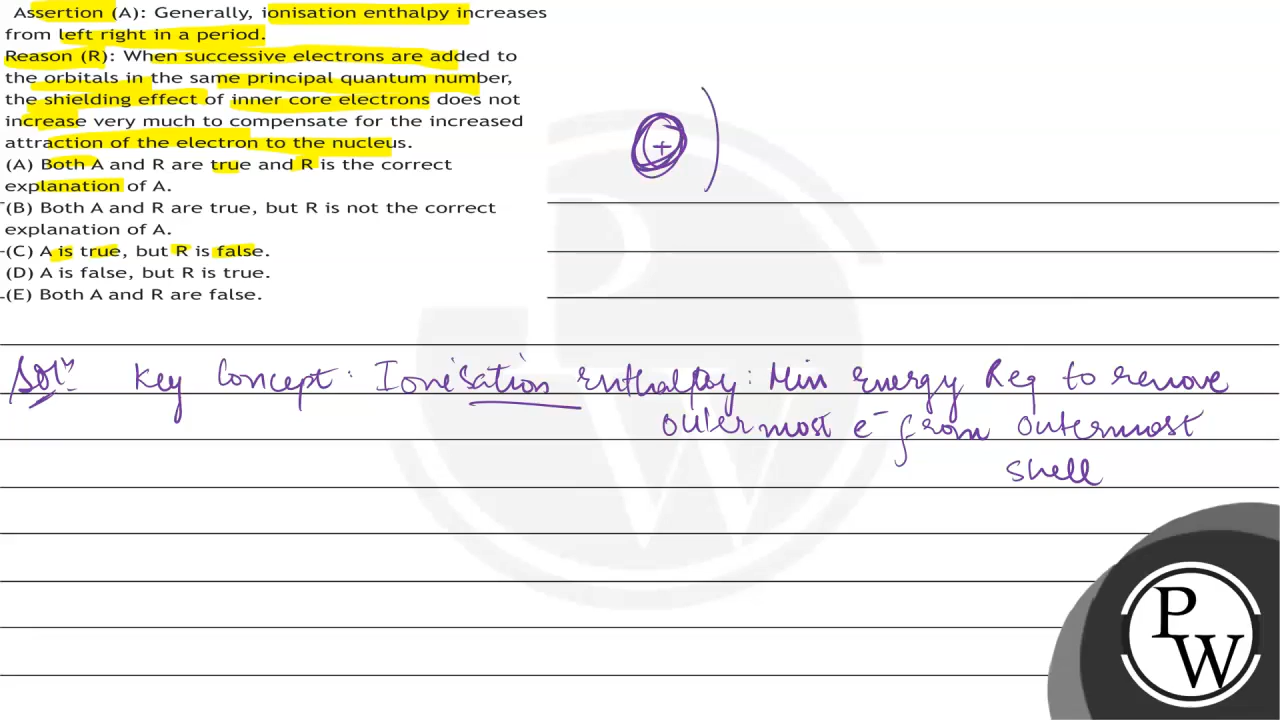 Assertion (A): Generally, ionisation enthalpy increases
from left right in a period.
Reason (R): When successive electrons are added to
the orbitals in the same principal quantum number,
the shielding effect of inner core electrons does not
increase very much to compensate for the increased
attraction of the electron to the nucleus.
(A) Both A and R are true and R is the correct
explanation of A.
(B) Both A and R are true, but R is not the correct
explanation of A.
(C) A is true, but R is false.
(D) A is false, but R is true.
(E) Both A and R are false.
+
Solⁿ Key Concept: Ionisation enthalpy: Min energy Req to remove
outermost e⁻ from outermost
shell
P
W